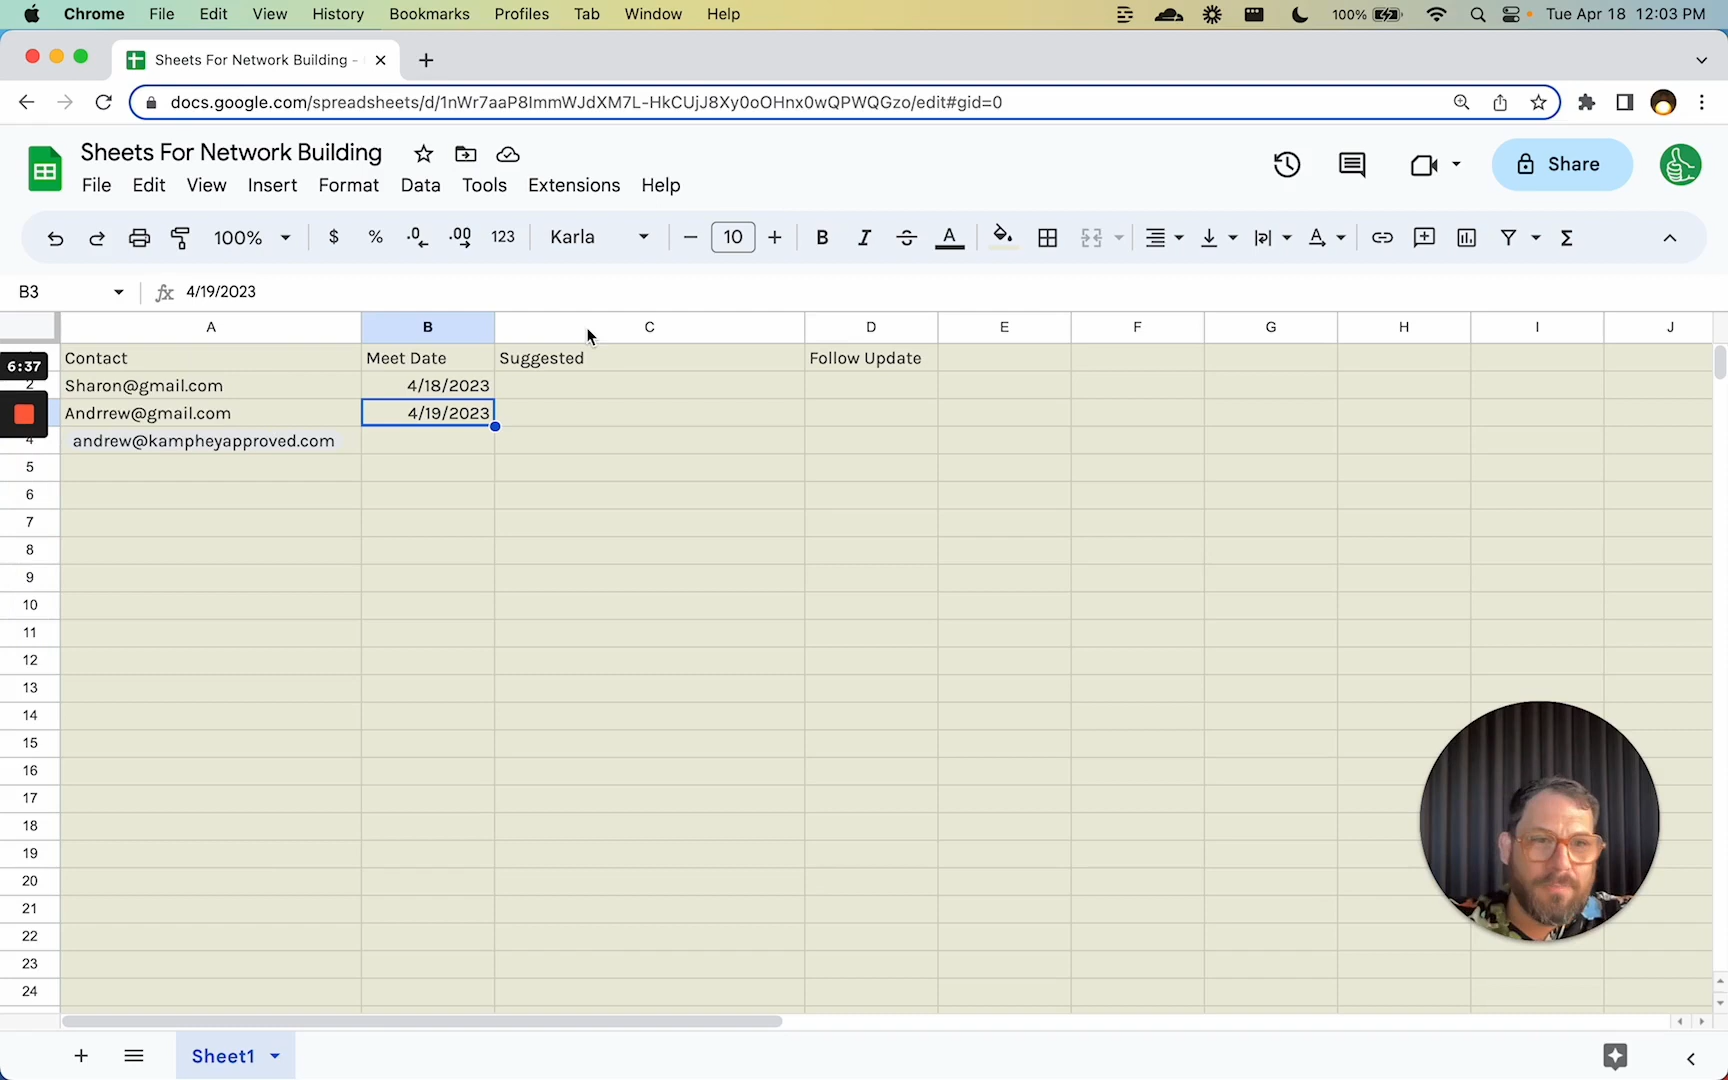 Chrome File Edit View History Bookmarks Profiles Tab Window Help 100% Tue Apr 18 12:03 PM
Sheets For Network Building -
docs.google.com/spreadsheets/d/1nWr7aaP8ImmWJdXM7L-HkCUjJ8Xy0oOHnx0wQPWQGzo/edit#gid=0
Sheets For Network Building
Share
File Edit View Insert Format Data Tools Extensions Help
100% $ % .0 .00 123 Karla 10 B I S A
B3 fx 4/19/2023
A B C D E F G H I J
Contact Meet Date Suggested Follow Update
6:37
2 Sharon@gmail.com 4/18/2023
Andrrew@gmail.com 4/19/2023
4 andrew@kampheyapproved.com
5
6
7
8
9
10
11
12
13
14
15
16
17
18
19
20
21
22
23
24
Sheet1